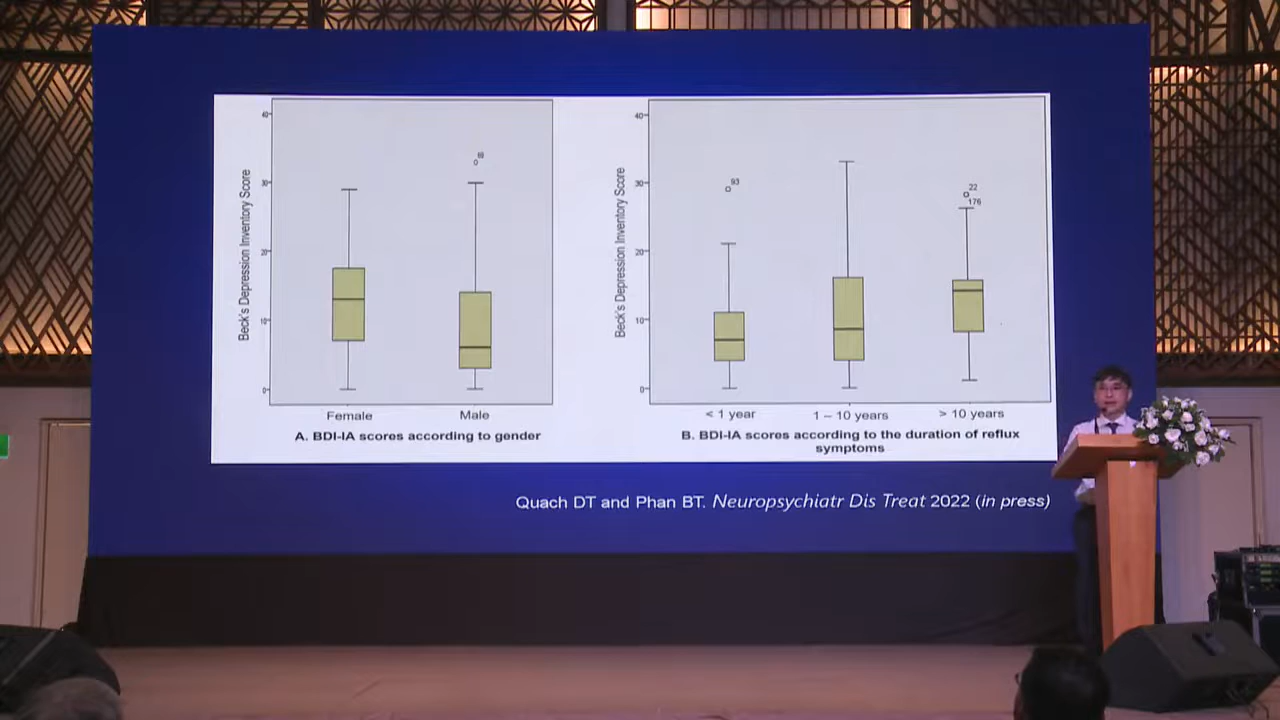 Beck's Depression Inventory Score
40
30
20
10
0
Female
Male
A. BDI-IA scores according to gender
Beck's Depression Inventory Score
40
30
20
10
0
93
22
176
< 1 year
1 – 10 years
> 10 years
B. BDI-IA scores according to the duration of reflux
symptoms
Quach DT and Phan BT. Neuropsychiatr Dis Treat 2022 (in press)